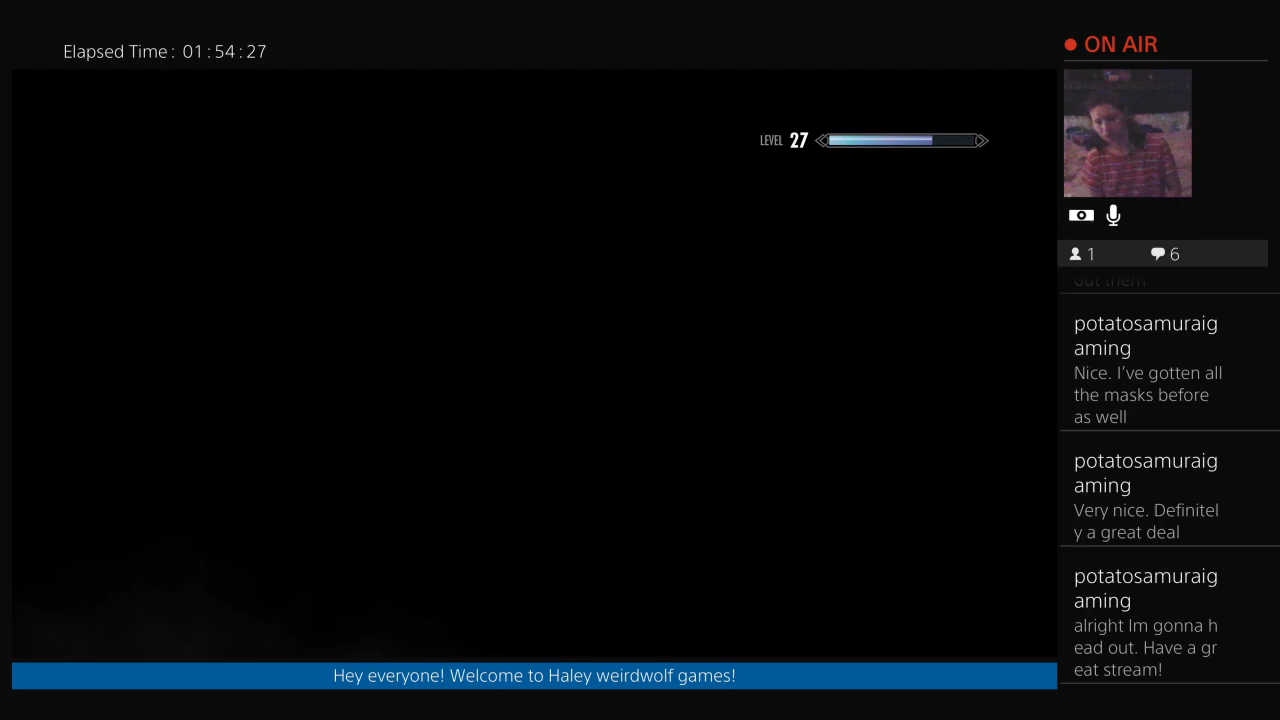 Elapsed Time: 01:54:27
ON AIR
LEVEL 27
1
6
out them
potatosamuraig
aming
Nice. I've gotten all
the masks before
as well
potatosamuraig
aming
Very nice. Definitel
y a great deal
potatosamuraig
aming
alright Im gonna h
ead out. Have a gr
eat stream!
Hey everyone! Welcome to Haley weirdwolf games!